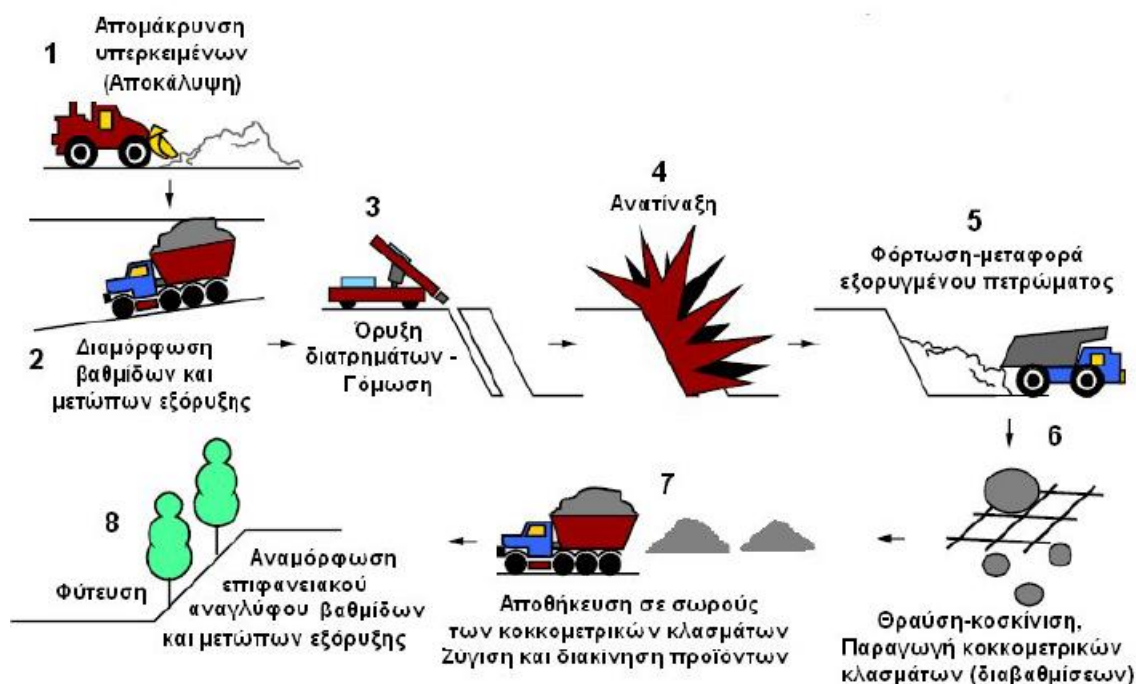 1
Απομάκρυνση
υπερκειμένων
(Αποκάλυψη)
2
Διαμόρφωση
βαθμίδων και
μετώπων εξόρυξης
3
Όρυξη
διατρημάτων -
Γόμωση
4
Ανατίναξη
5
Φόρτωση-μεταφορά
εξορυγμένου πετρώματος
6
Θραύση-κοσκίνιση,
Παραγωγή κοκκομετρικών
κλασμάτων (διαβαθμίσεων)
7
Αποθήκευση σε σωρούς
των κοκκομετρικών κλασμάτων
Ζύγιση και διακίνηση προϊόντων
8
Φύτευση
Αναμόρφωση
επιφανειακού
αναγλύφου βαθμίδων
και μετώπων εξόρυξης